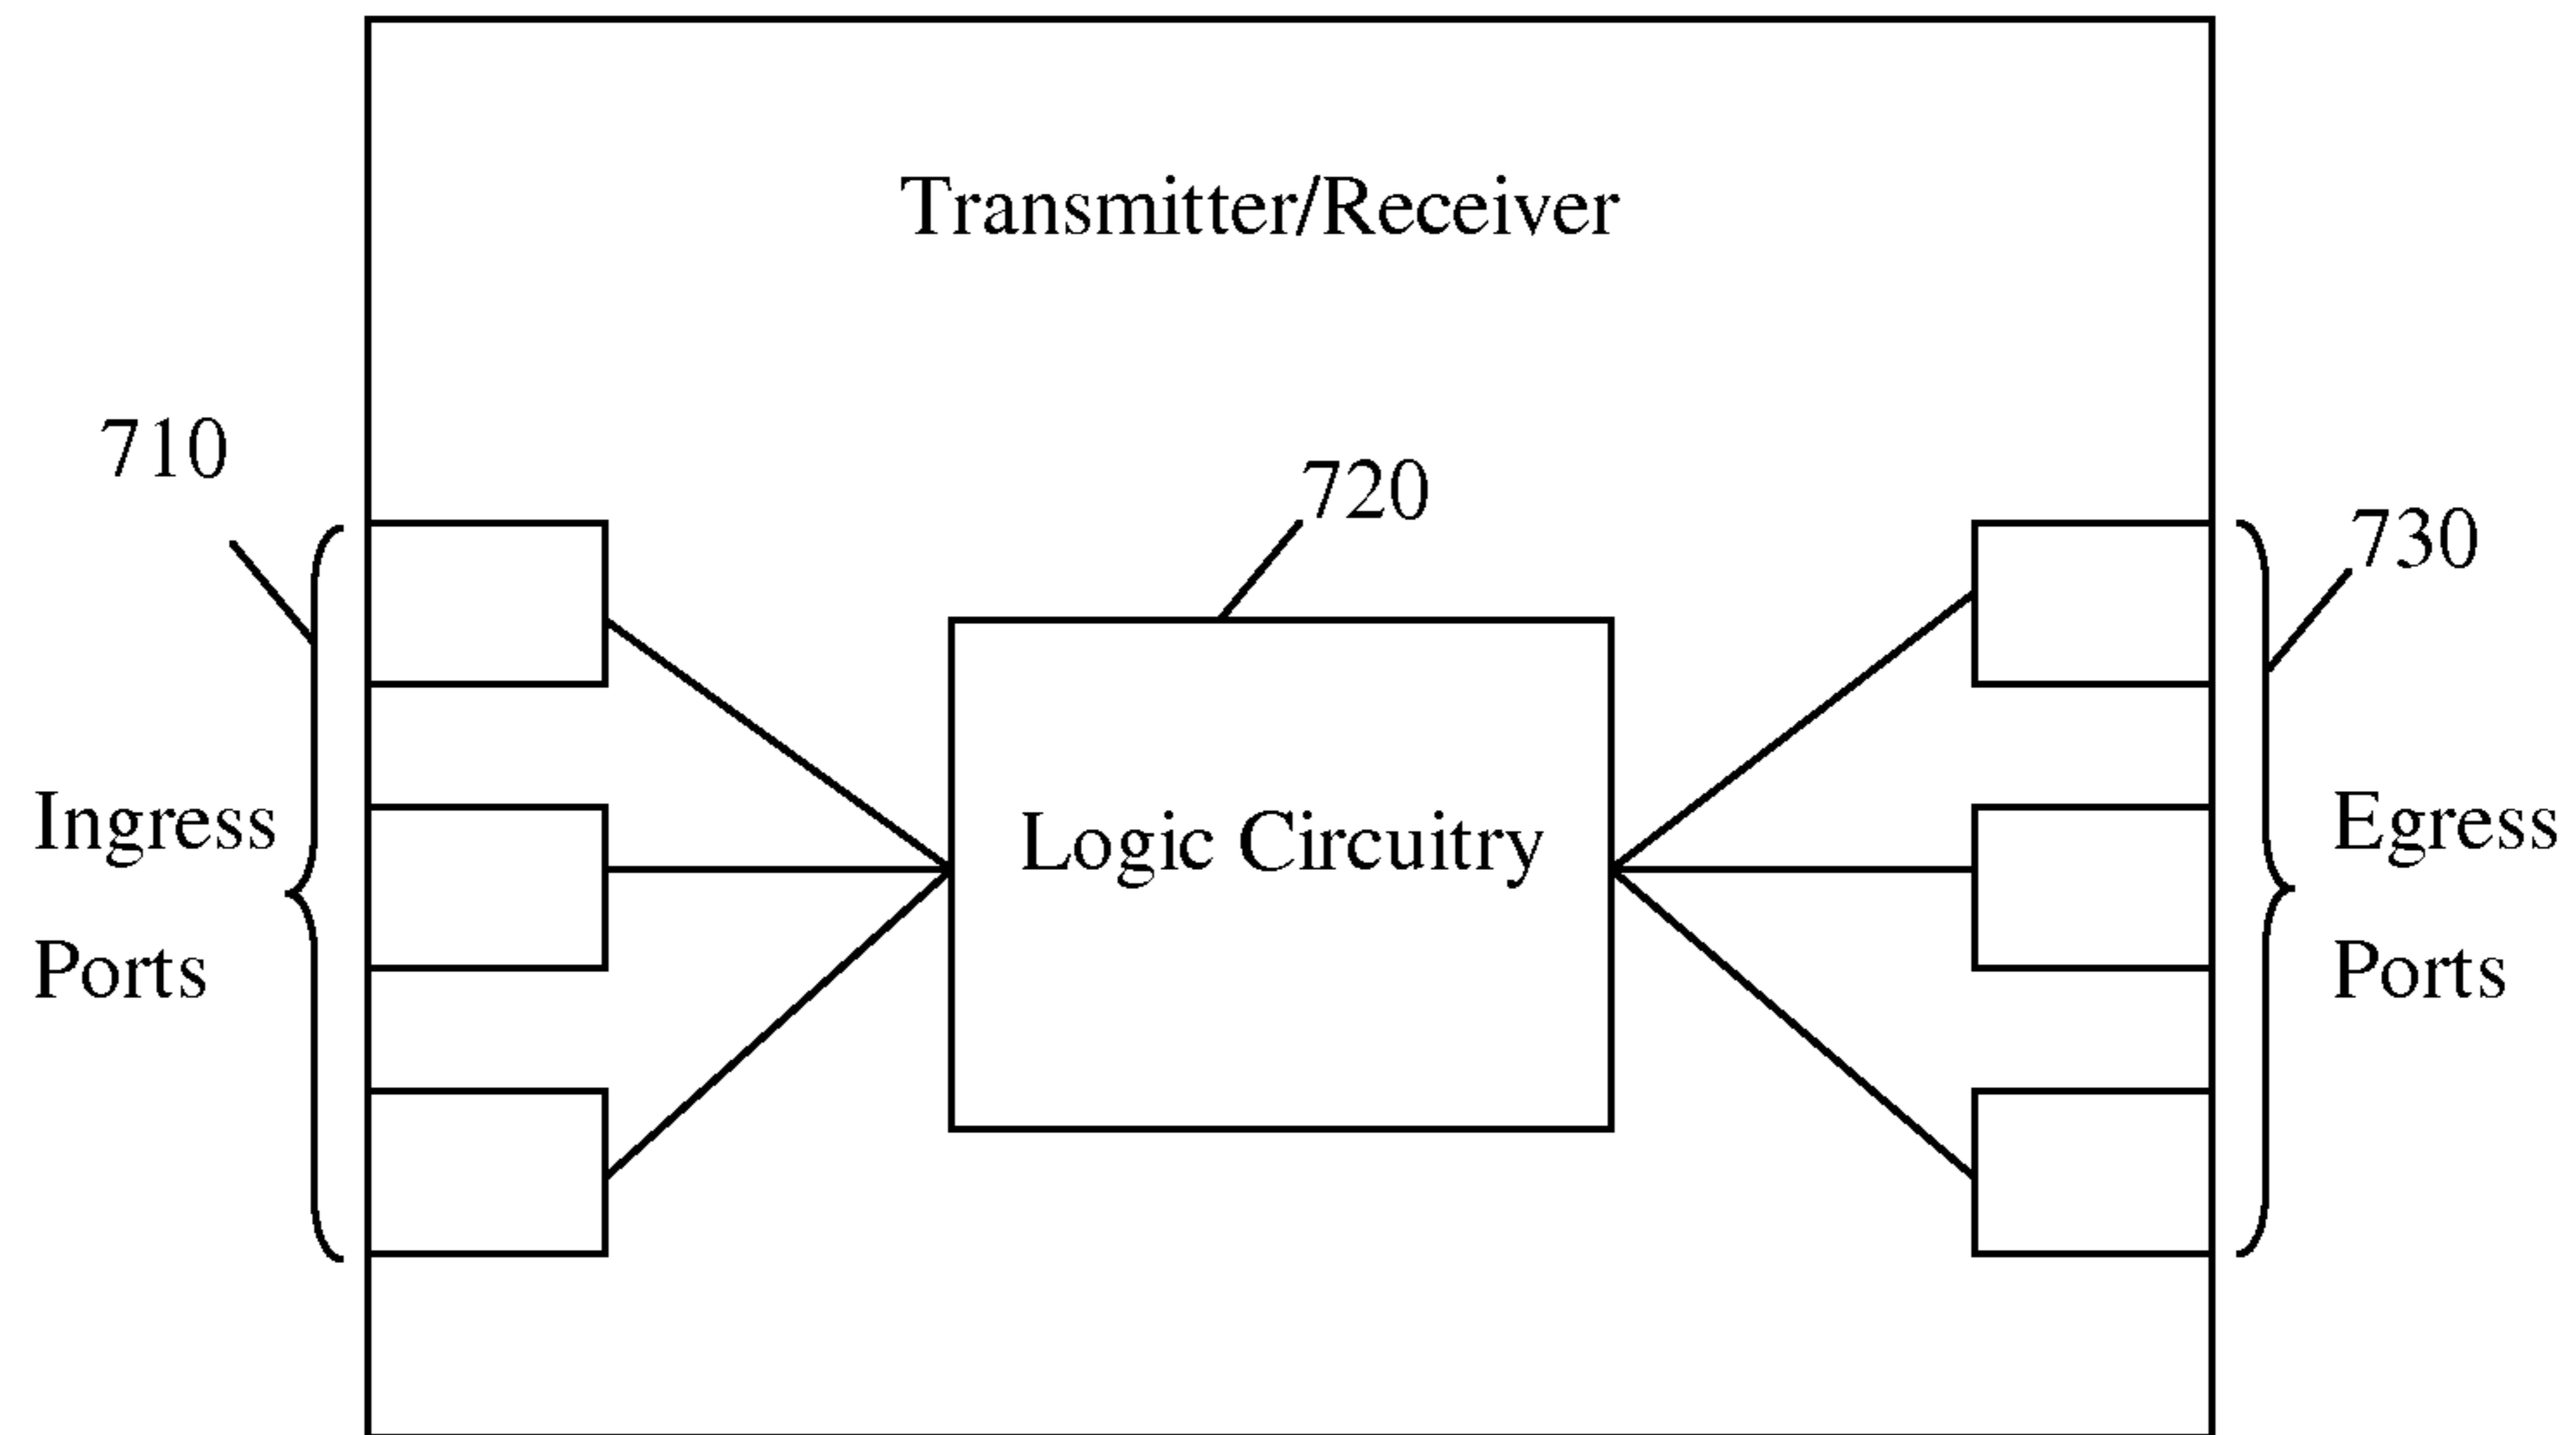 Transmitter/Receiver
710
720
730
Ingress
Ports
Logic Circuitry
Egress
Ports